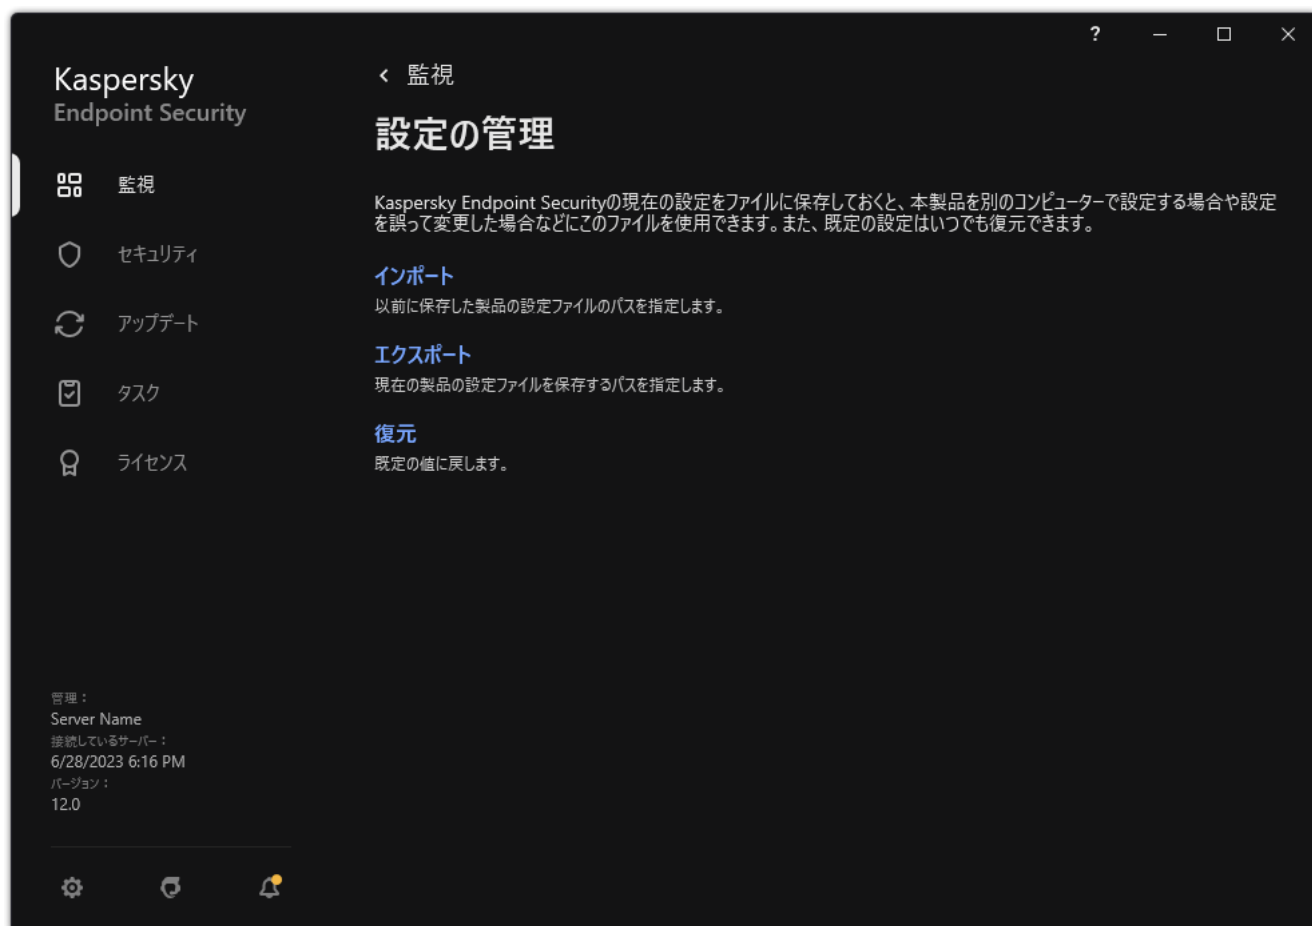 ?
Kaspersky
Endpoint Security
監視
セキュリティ
アップデート
タスク
ライセンス
管理：
Server Name
接続しているサーバー：
6/28/2023 6:16 PM
バージョン：
12.0
監視
設定の管理
Kaspersky Endpoint Securityの現在の設定をファイルに保存しておくと、本製品を別のコンピューターで設定する場合や設定
を誤って変更した場合などにこのファイルを使用できます。また、既定の設定はいつでも復元できます。
インポート
以前に保存した製品の設定ファイルのパスを指定します。
エクスポート
現在の製品の設定ファイルを保存するパスを指定します。
復元
既定の値に戻します。